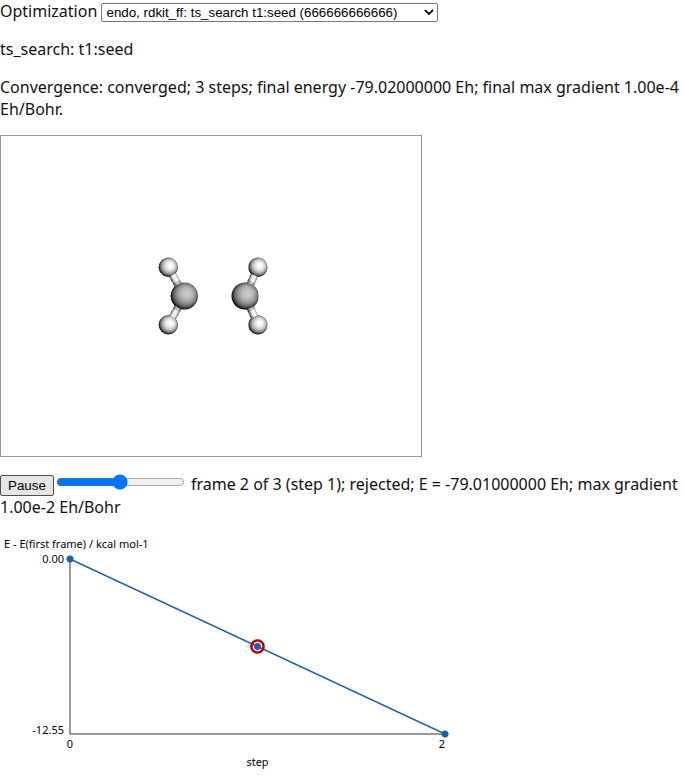 Optimization endo, rdkit_ff: ts_search t1:seed (666666666666)
ts_search: t1:seed
Convergence: converged; 3 steps; final energy -79.02000000 Eh; final max gradient 1.00e-4
Eh/Bohr.
Pause frame 2 of 3 (step 1); rejected; E = -79.01000000 Eh; max gradient
1.00e-2 Eh/Bohr
E - E(first frame) / kcal mol-1
0.00
-12.55
0 2
step